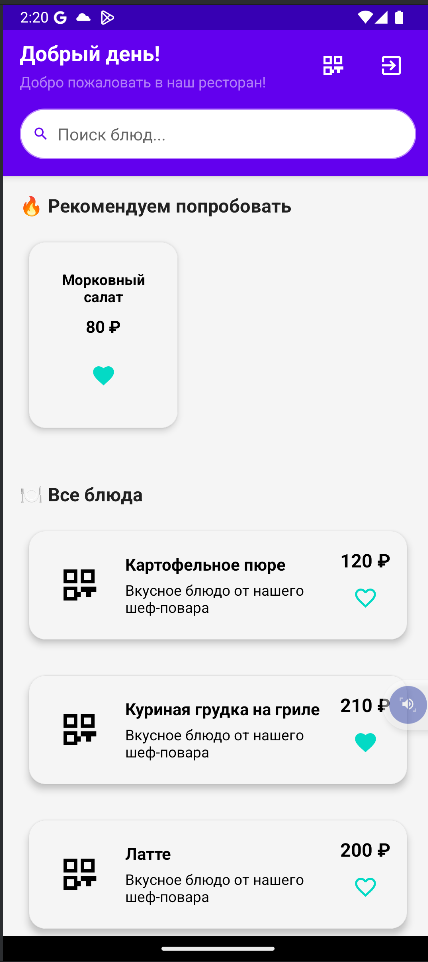 2:20
Добрый день!
Добро пожаловать в наш ресторан!
Поиск блюд...
🔥 Рекомендуем попробовать
Морковный
салат
80 ₽
🍽️ Все блюда
Картофельное пюре
120 ₽
Вкусное блюдо от нашего
шеф-повара
Куриная грудка на гриле
210 ₽
Вкусное блюдо от нашего
шеф-повара
Латте
200 ₽
Вкусное блюдо от нашего
шеф-повара